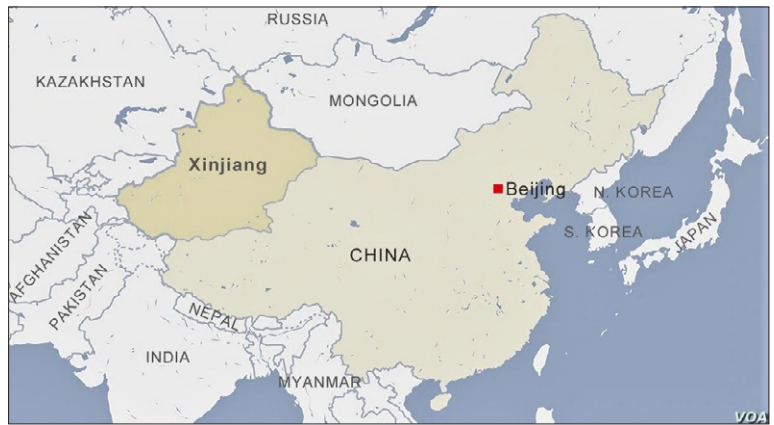 RUSSIA
KAZAKHSTAN
MONGOLIA
Xinjiang
Beijing
N. KOREA
S. KOREA
JAPAN
AFGHANISTAN
PAKISTAN
CHINA
NEPAL
INDIA
MYANMAR
VOA